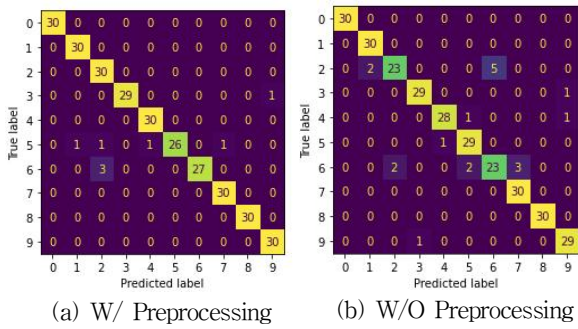 True label
0 30 0 0 0 0 0 0 0 0 0
1 0 30 0 0 0 0 0 0 0 0
2 0 0 30 0 0 0 0 0 0 0
3 0 0 0 29 0 0 0 0 0 1
4 0 0 0 0 30 0 0 0 0 0
5 0 1 1 0 1 26 0 1 0 0
6 0 0 3 0 0 0 27 0 0 0
7 0 0 0 0 0 0 0 30 0 0
8 0 0 0 0 0 0 0 0 30 0
9 0 0 0 0 0 0 0 0 0 30
0 1 2 3 4 5 6 7 8 9
Predicted label
(a) W/ Preprocessing
True label
0 30 0 0 0 0 0 0 0 0 0
1 0 30 0 0 0 0 0 0 0 0
2 0 2 23 0 0 0 5 0 0 0
3 0 0 0 29 0 0 0 0 0 1
4 0 0 0 0 28 1 0 0 0 1
5 0 0 0 0 1 29 0 0 0 0
6 0 0 2 0 0 2 23 3 0 0
7 0 0 0 0 0 0 0 30 0 0
8 0 0 0 0 0 0 0 0 30 0
9 0 0 0 1 0 0 0 0 0 29
0 1 2 3 4 5 6 7 8 9
Predicted label
(b) W/O Preprocessing